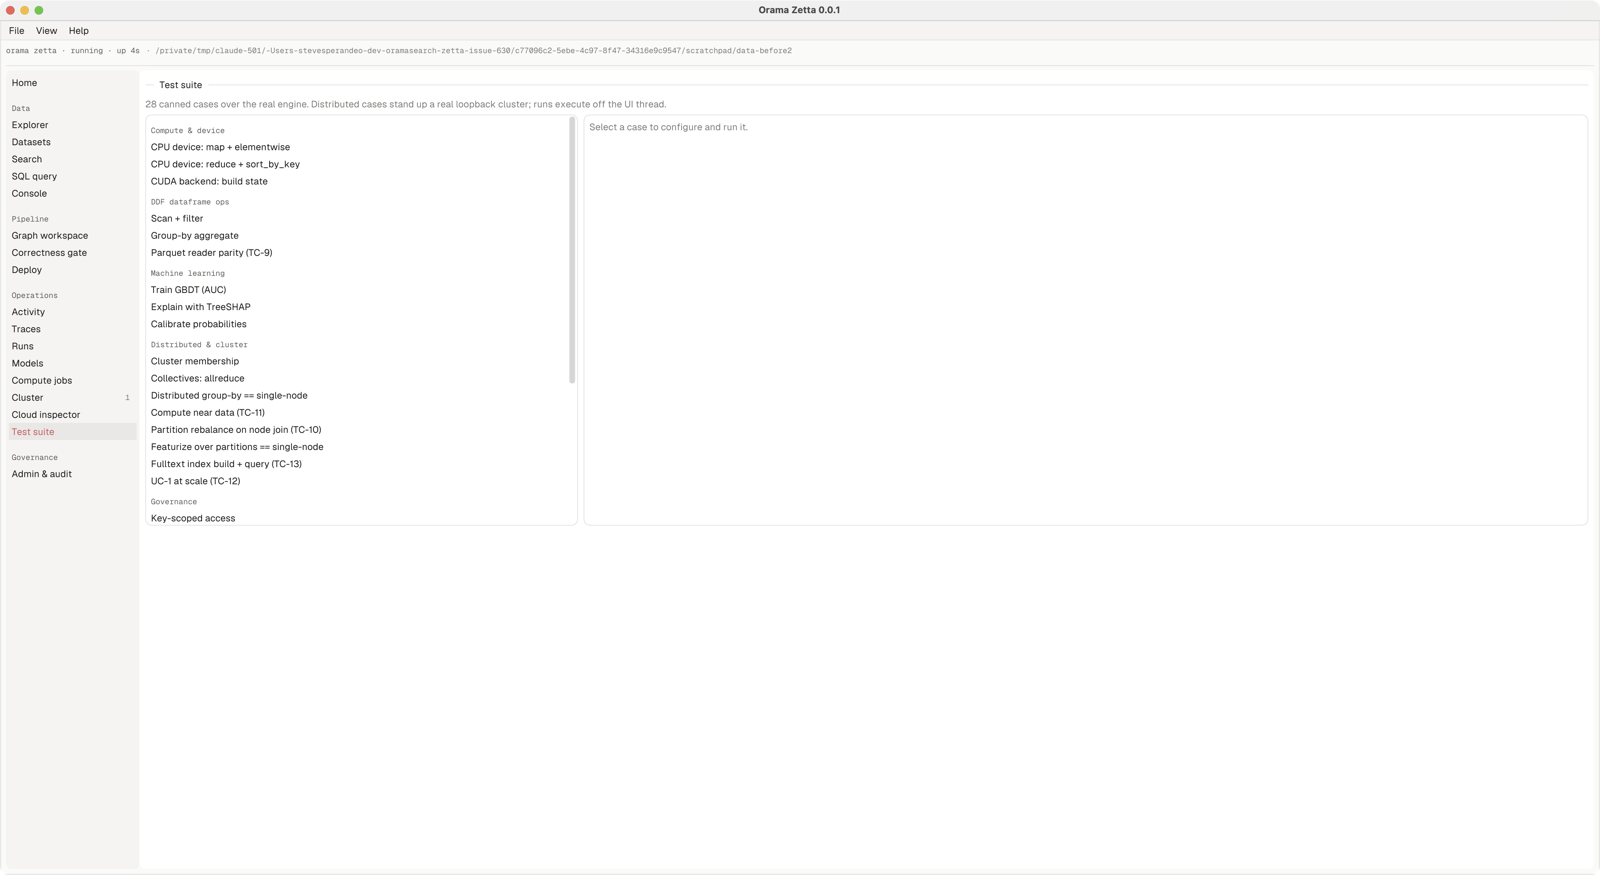 Orama Zetta 0.0.1
File View Help
orama zetta · running · up 4s · /private/tmp/claude-501/-Users-stevesperandeo-dev-oramasearch-zetta-issue-630/c77096c2-5ebe-4c97-8f47-34316e9c9547/scratchpad/data-before2
Home
Data
Explorer
Datasets
Search
SQL query
Console
Pipeline
Graph workspace
Correctness gate
Deploy
Operations
Activity
Traces
Runs
Models
Compute jobs
Cluster 1
Cloud inspector
Test suite
Governance
Admin & audit
Test suite
28 canned cases over the real engine. Distributed cases stand up a real loopback cluster; runs execute off the UI thread.
Compute & device
CPU device: map + elementwise
CPU device: reduce + sort_by_key
CUDA backend: build state
DDF dataframe ops
Scan + filter
Group-by aggregate
Parquet reader parity (TC-9)
Machine learning
Train GBDT (AUC)
Explain with TreeSHAP
Calibrate probabilities
Distributed & cluster
Cluster membership
Collectives: allreduce
Distributed group-by == single-node
Compute near data (TC-11)
Partition rebalance on node join (TC-10)
Featurize over partitions == single-node
Fulltext index build + query (TC-13)
UC-1 at scale (TC-12)
Governance
Key-scoped access
Select a case to configure and run it.